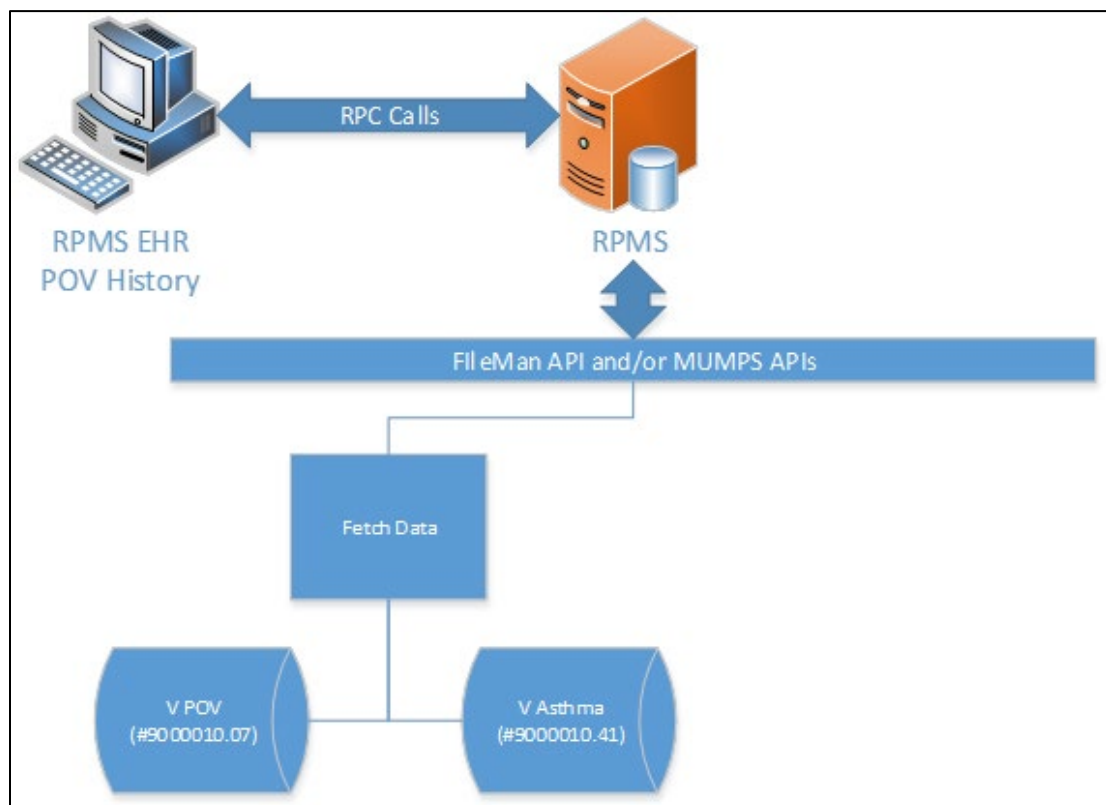 RPC Calls
RPMS EHR
POV History
RPMS
FIleMan API and/or MUMPS APIs
Fetch Data
V POV
(#9000010.07)
V Asthma
(#9000010.41)